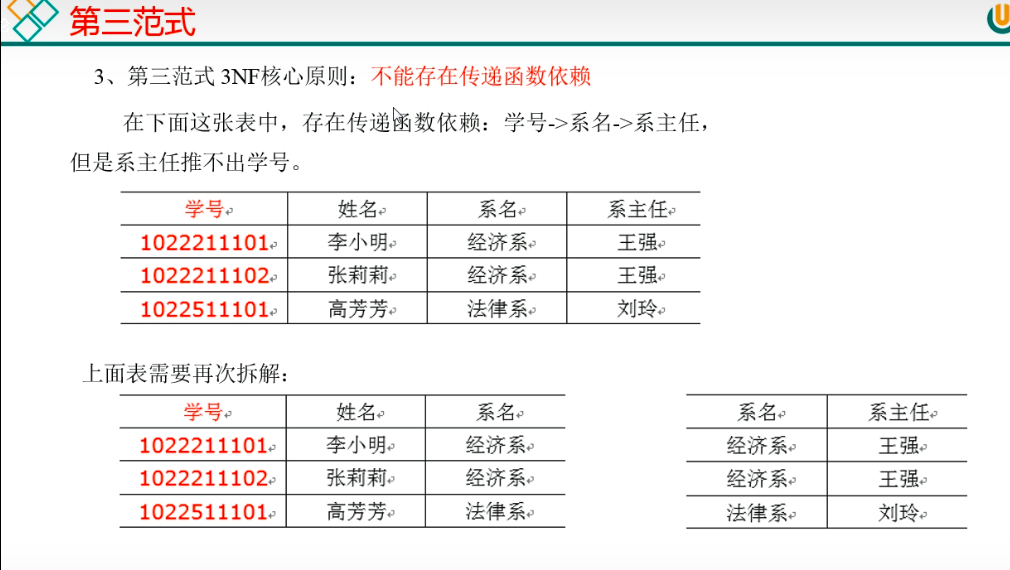 第三范式
U
3、第三范式 3NF核心原则：不能存在传递函数依赖
在下面这张表中，存在传递函数依赖：学号->系名->系主任，
但是系主任推不出学号。
学号 姓名 系名 系主任
1022211101 李小明 经济系 王强
1022211102 张莉莉 经济系 王强
1022511101 高芳芳 法律系 刘玲
上面表需要再次拆解：
学号 姓名 系名
1022211101 李小明 经济系
1022211102 张莉莉 经济系
1022511101 高芳芳 法律系
系名 系主任
经济系 王强
经济系 王强
法律系 刘玲